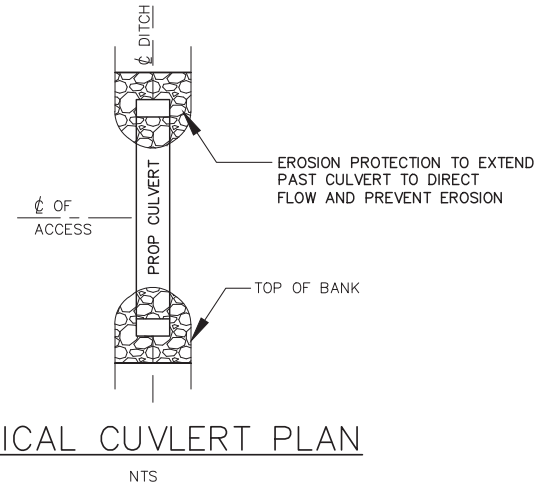 ℄ DITCH
EROSION PROTECTION TO EXTEND
PAST CULVERT TO DIRECT
FLOW AND PREVENT EROSION
℄ OF
ACCESS
PROP CULVERT
TOP OF BANK
ICAL CUVLERT PLAN
NTS